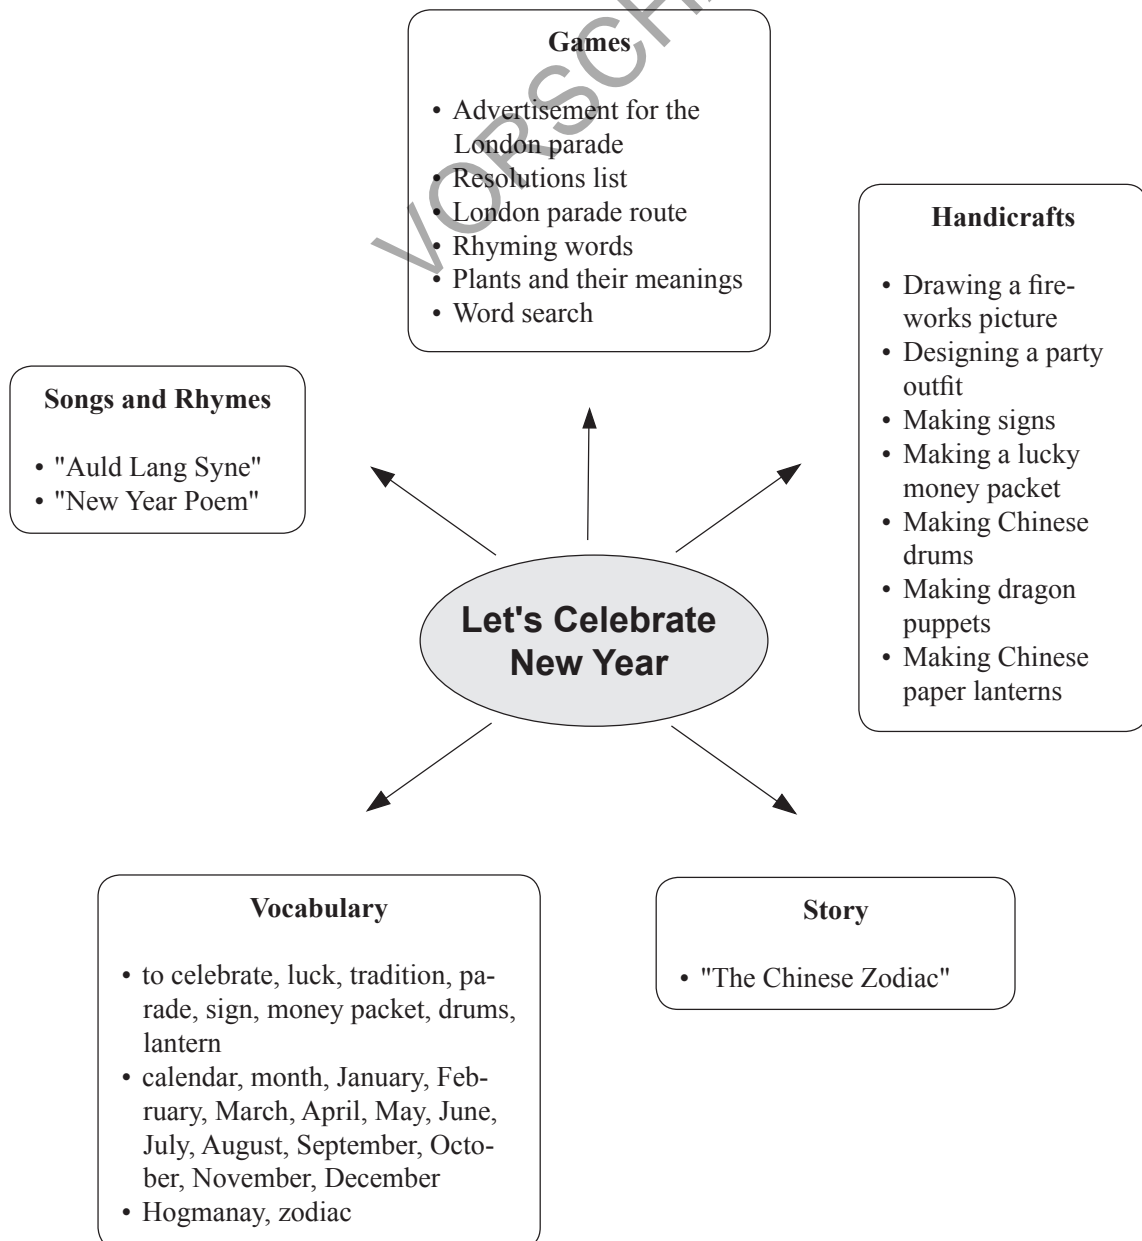 VORSCH
Games
• Advertisement for the
London parade
• Resolutions list
• London parade route
• Rhyming words
• Plants and their meanings
• Word search
Handicrafts
• Drawing a fire-
works picture
• Designing a party
outfit
• Making signs
• Making a lucky
money packet
• Making Chinese
drums
• Making dragon
puppets
• Making Chinese
paper lanterns
Songs and Rhymes
• "Auld Lang Syne"
• "New Year Poem"
Let's Celebrate
New Year
Vocabulary
• to celebrate, luck, tradition, pa-
rade, sign, money packet, drums,
lantern
• calendar, month, January, Feb-
ruary, March, April, May, June,
July, August, September, Octo-
ber, November, December
• Hogmanay, zodiac
Story
• "The Chinese Zodiac"